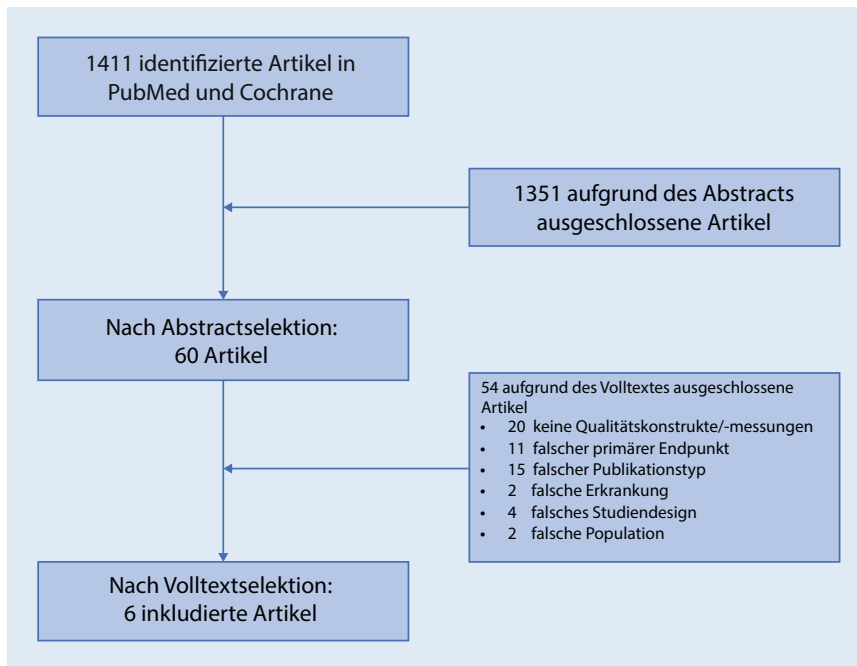 1411 identifizierte Artikel in
PubMed und Cochrane
1351 aufgrund des Abstracts
ausgeschlossene Artikel
Nach Abstractselektion:
60 Artikel
54 aufgrund des Volltextes ausgeschlossene
Artikel
• 20 keine Qualitätskonstrukte/-messungen
• 11 falscher primärer Endpunkt
• 15 falscher Publikationstyp
• 2 falsche Erkrankung
• 4 falsches Studiendesign
• 2 falsche Population
Nach Volltextselektion:
6 inkludierte Artikel